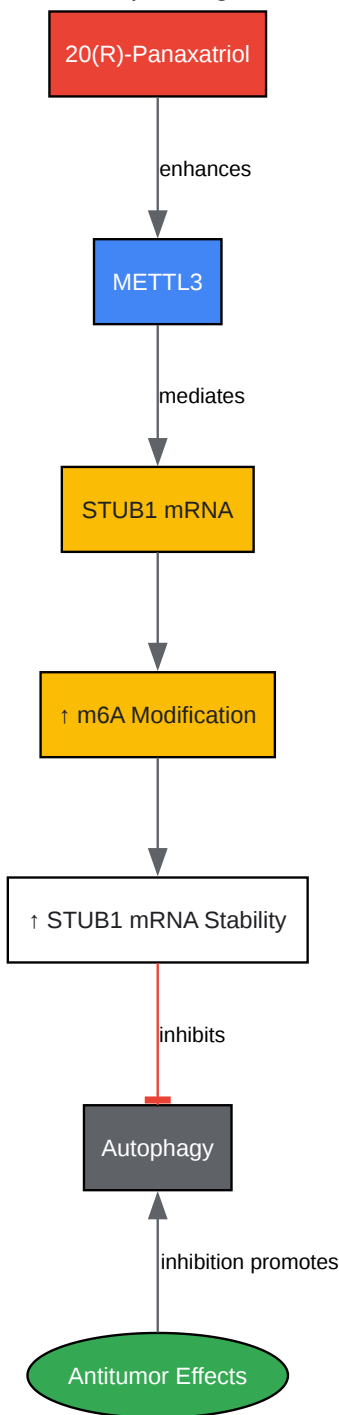 20(R)-Panaxatriol
enhances
METTL3
mediates
STUB1 mRNA
↑ m6A Modification
↑ STUB1 mRNA Stability
inhibits
Autophagy
inhibition promotes
Antitumor Effects